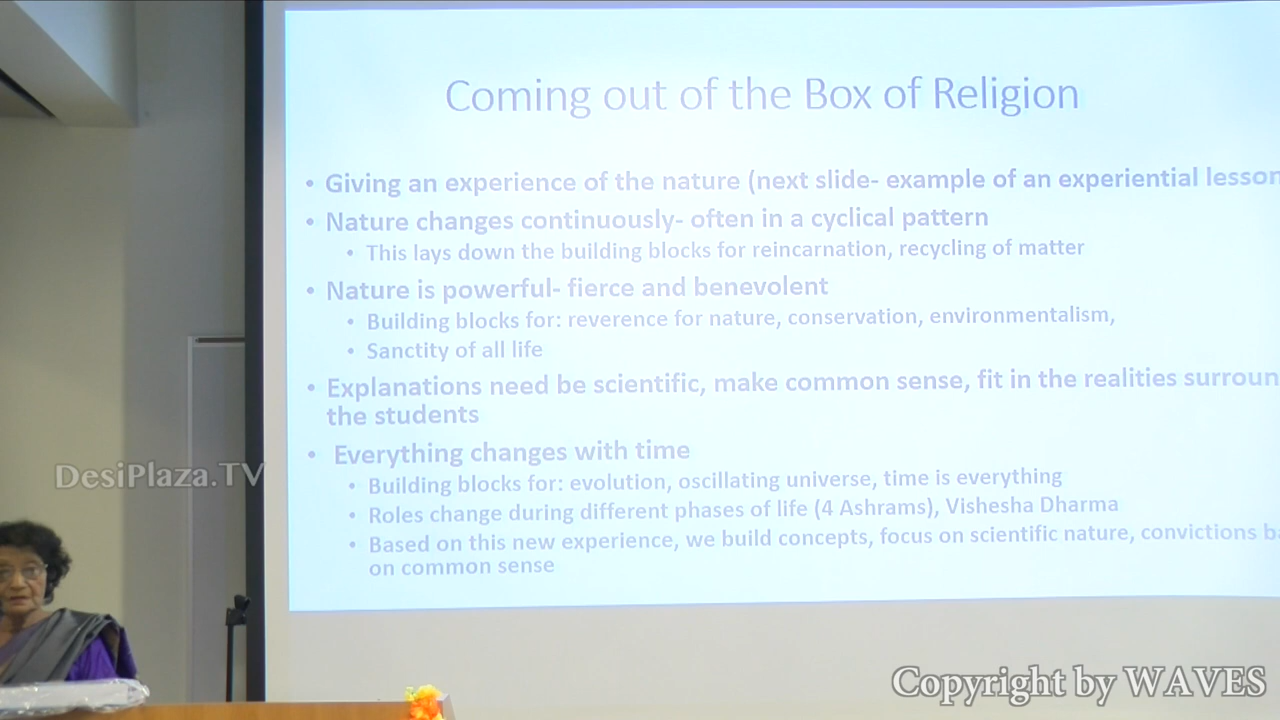 Coming out of the Box of Religion
• Giving an experience of the nature (next slide- example of an experiential lesson
• Nature changes continuously- often in a cyclical pattern
• This lays down the building blocks for reincarnation, recycling of matter
• Nature is powerful- fierce and benevolent
• Building blocks for: reverence for nature, conservation, environmentalism,
• Sanctity of all life
• Explanations need be scientific, make common sense, fit in the realities surroun
the students
• Everything changes with time
• Building blocks for: evolution, oscillating universe, time is everything
• Roles change during different phases of life (4 Ashrams), Vishesha Dharma
• Based on this new experience, we build concepts, focus on scientific nature, convictions ba
on common sense
DesiPlaza.TV
Copyright by WAVES